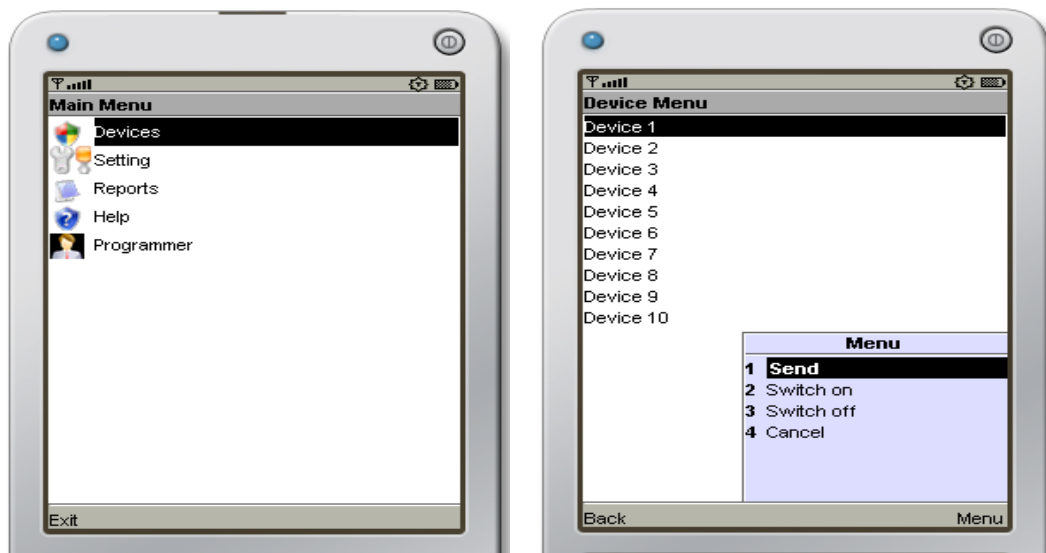 Main Menu
Devices
Setting
Reports
Help
Programmer
Exit
Device Menu
Device 1
Device 2
Device 3
Device 4
Device 5
Device 6
Device 7
Device 8
Device 9
Device 10
Menu
1 Send
2 Switch on
3 Switch off
4 Cancel
Back Menu